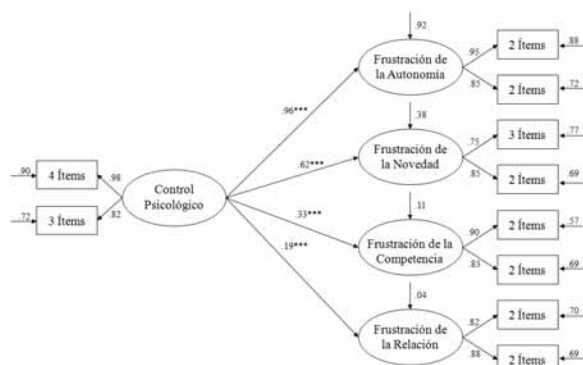 .92
Frustración de
la Autonomía
.95
2 Ítems
.88
.85
2 Ítems
.72
.96***
.38
Frustración de
la Novedad
.75
3 Ítems
.77
.85
2 Ítems
.69
.62***
.90
4 Ítems
.98
Control
Psicológico
.72
3 Ítems
.82
.33***
.11
Frustración de la
Competencia
.90
2 Ítems
.57
.83
2 Ítems
.69
.19***
.04
Frustración de
la Relación
.82
2 Ítems
.70
.88
2 Ítems
.69